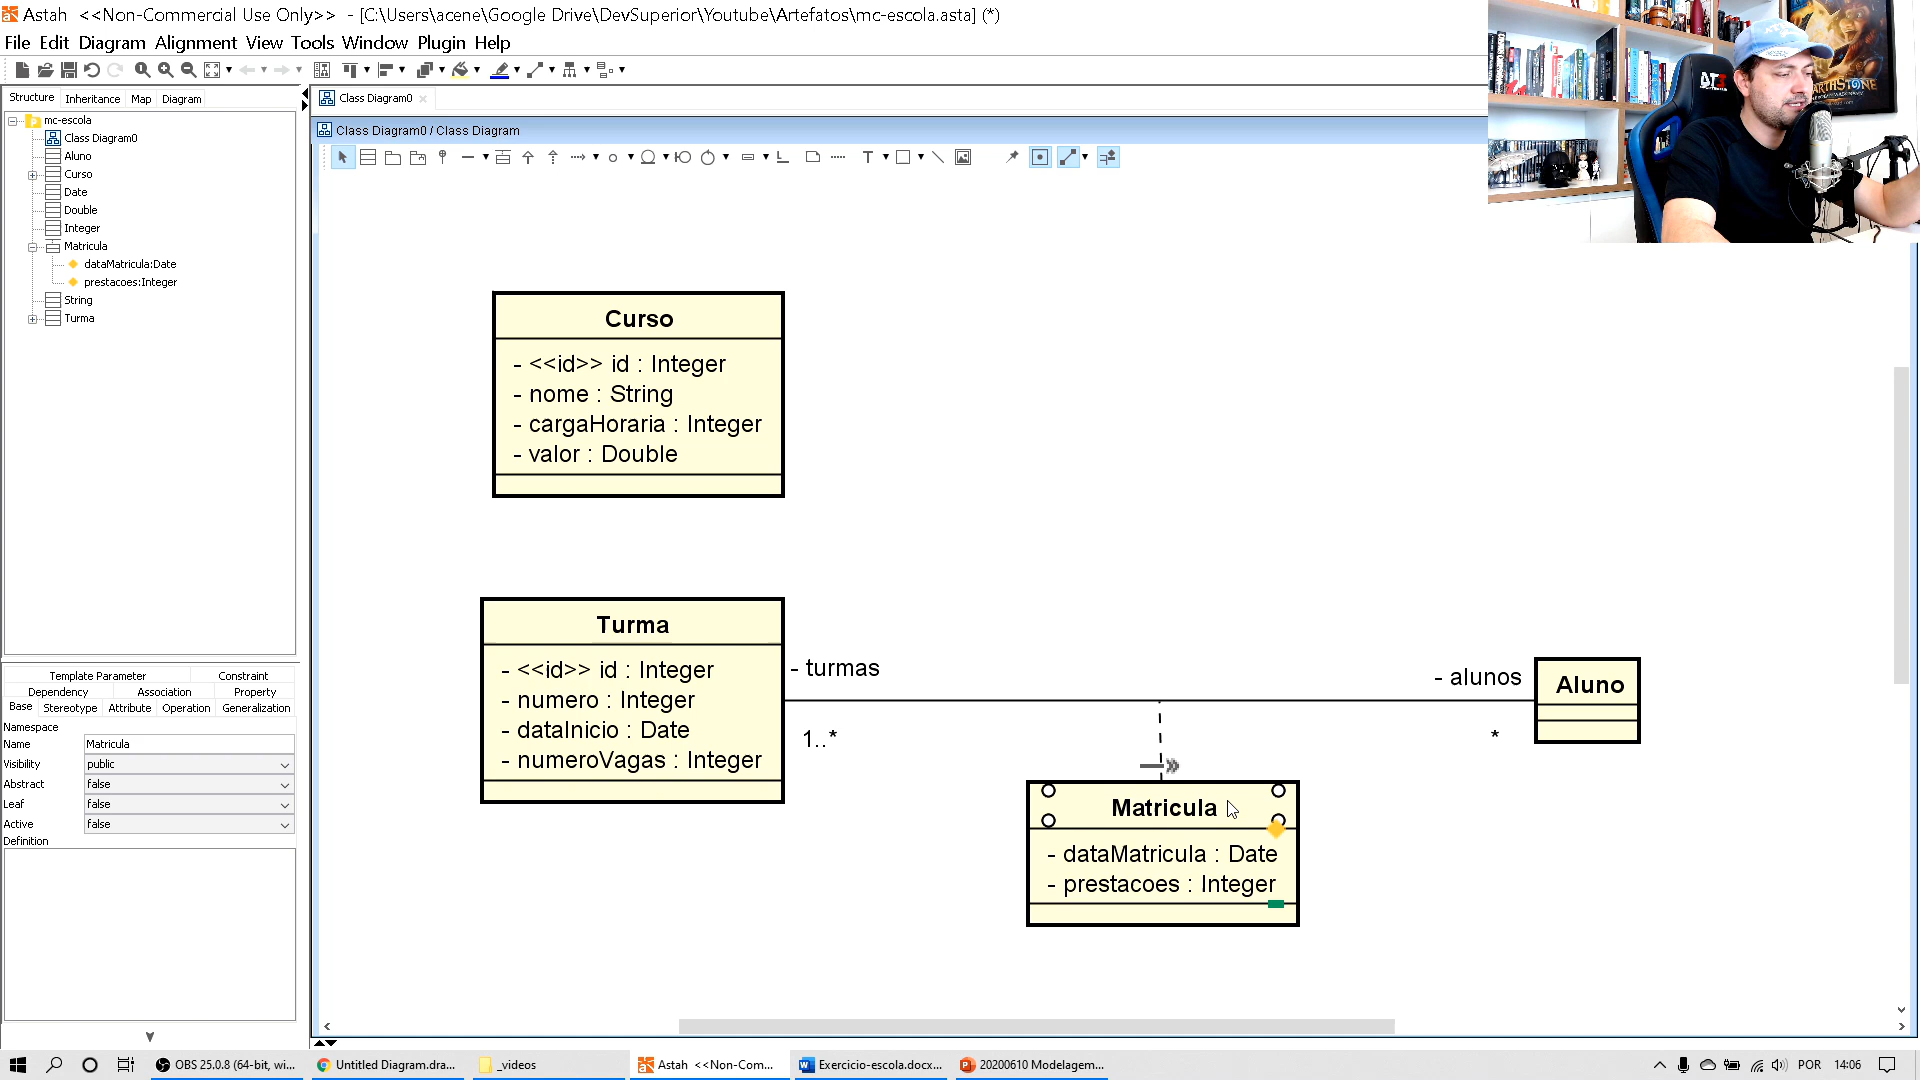 Astah <<Non-Commercial Use Only>> - [C:\Users\acene\Google Drive\DevSuperior\Youtube\Artefatos\mc-escola.asta] (*)
File Edit Diagram Alignment View Tools Window Plugin Help
Structure Inheritance Map Diagram
mc-escola
Class Diagram0
Aluno
Curso
Date
Double
Integer
Matricula
dataMatricula:Date
prestacoes:Integer
String
Turma
Template Parameter Constraint
Dependency Association Property
Base Stereotype Attribute Operation Generalization
Namespace
Name Matricula
Visibility public
Abstract false
Leaf false
Active false
Definition
Class Diagram0
Class Diagram0 / Class Diagram
Curso
- <<id>> id : Integer
- nome : String
- cargaHoraria : Integer
- valor : Double
Turma
- <<id>> id : Integer
- numero : Integer
- dataInicio : Date
- numeroVagas : Integer
- turmas
1..*
- alunos
*
Aluno
Matricula
- dataMatricula : Date
- prestacoes : Integer
OBS 25.0.8 (64-bit, wi...
Untitled Diagram.dra...
_videos
Astah <<Non-Com...
Exercicio-escola.docx...
20200610 Modelagem...
POR 14:06